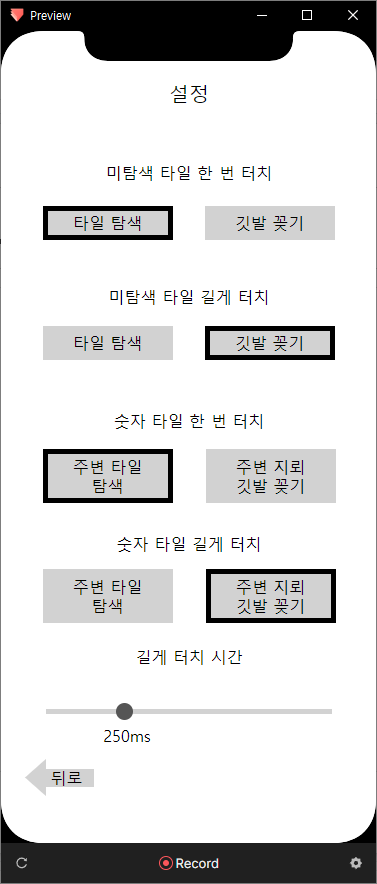 Preview
설정
미탐색 타일 한 번 터치
타일 탐색
깃발 꽂기
미탐색 타일 길게 터치
타일 탐색
깃발 꽂기
숫자 타일 한 번 터치
주변 타일
탐색
주변 지뢰
깃발 꽂기
숫자 타일 길게 터치
주변 타일
탐색
주변 지뢰
깃발 꽂기
길게 터치 시간
250ms
뒤로
Record